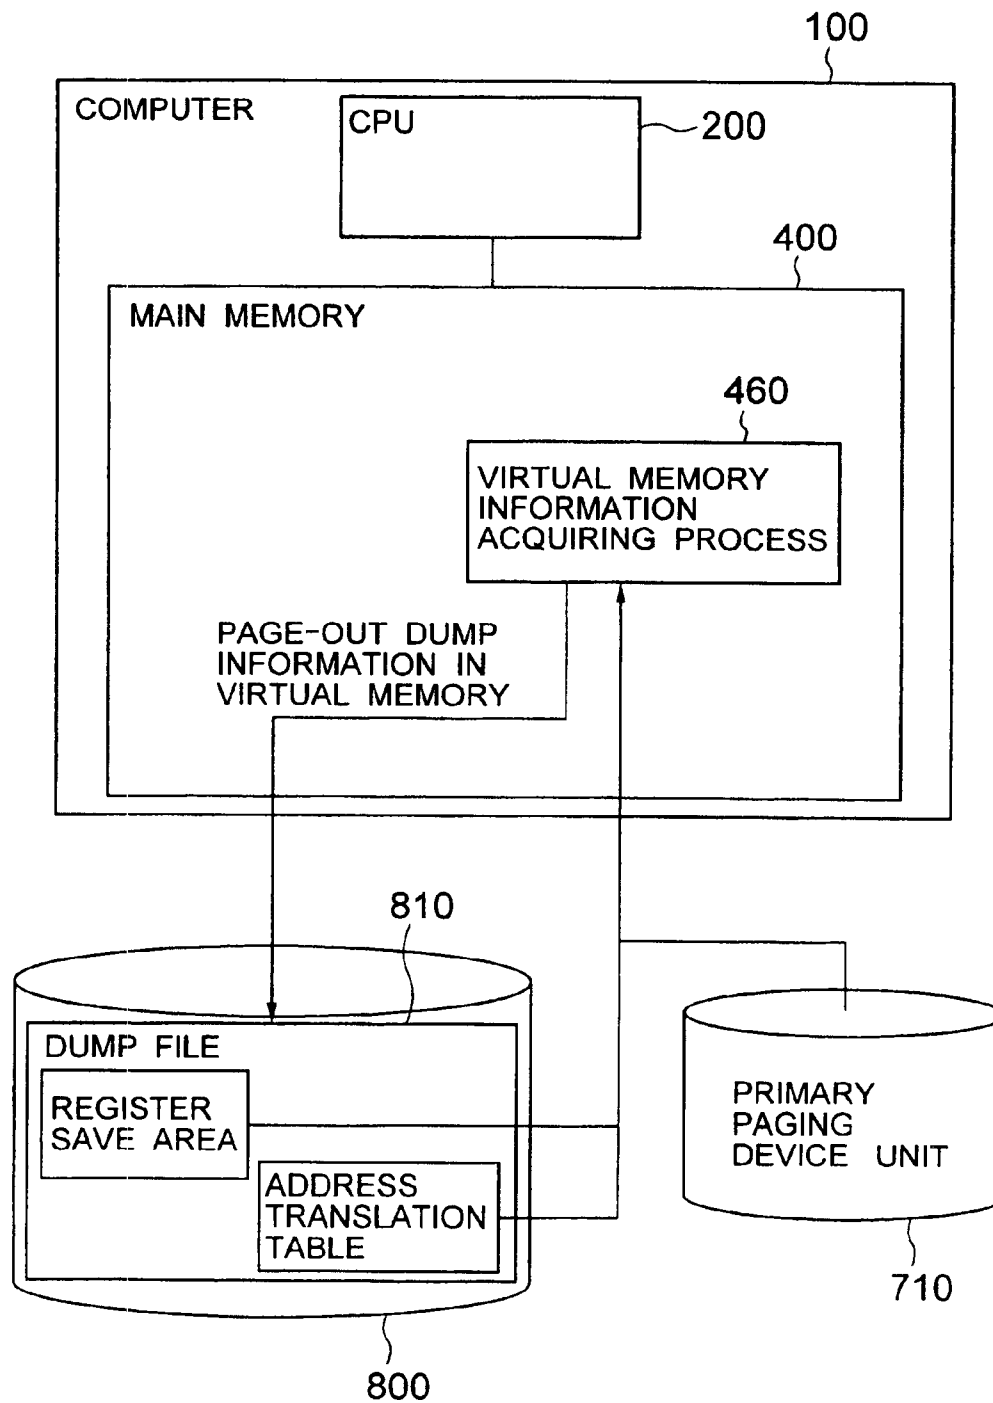 100
COMPUTER
CPU
200
400
MAIN MEMORY
460
VIRTUAL MEMORY
INFORMATION
ACQUIRING PROCESS
PAGE-OUT DUMP
INFORMATION IN
VIRTUAL MEMORY
810
DUMP FILE
REGISTER
SAVE AREA
ADDRESS
TRANSLATION
TABLE
PRIMARY
PAGING
DEVICE UNIT
710
800